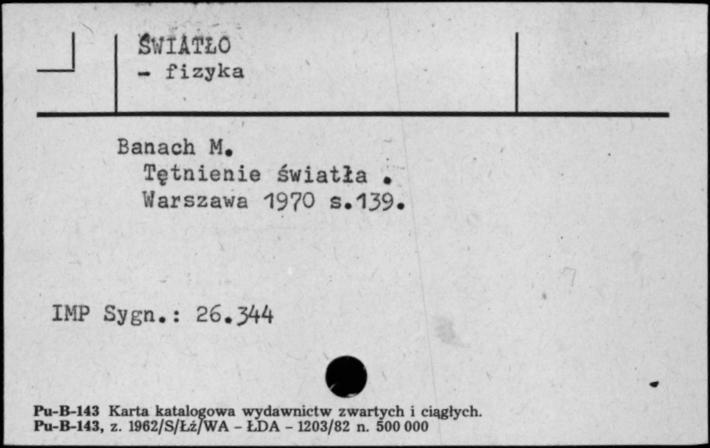 ŚWIATŁO
- fizyka
Banach M.
Tętnienie światła .
Warszawa 1970 s.139.
IMP Sygn.: 26.344
Pu-B-143 Karta katalogowa wydawnictw zwartych i ciągłych.
Pu-B-143, z. 1962/S/Łż/WA - ŁDA - 1203/82 n. 500 000